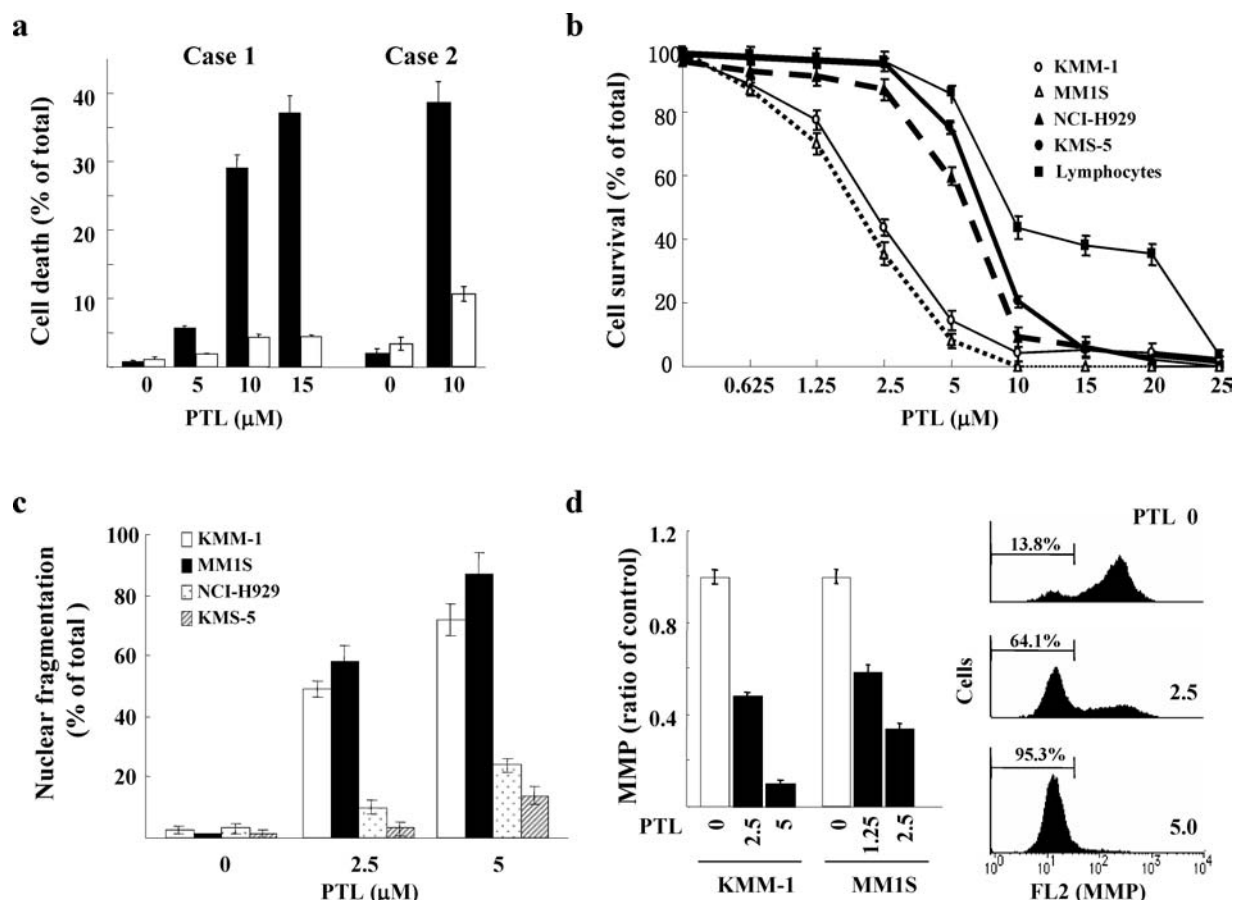 a
Case 1
Case 2
Cell death (% of total)
40
30
20
10
0
5
10
15
0
10
PTL (μM)
b
Cell survival (% of total)
100
80
60
40
20
0
0.625
1.25
2.5
5
10
15
20
25
PTL (μM)
KMM-1
MM1S
NCI-H929
KMS-5
Lymphocytes
c
Nuclear fragmentation
(% of total )
100
80
60
40
20
KMM-1
MM1S
NCI-H929
KMS-5
0
2.5
5
PTL (μM)
d
MMP (ratio of control)
1.2
0.8
0.4
PTL
0
2.5
5
0
1.25
2.5
KMM-1
MM1S
PTL 0
13.8%
64.1%
2.5
95.3%
5.0
Cells
10⁰
10¹
10²
10³
10⁴
FL2 (MMP)